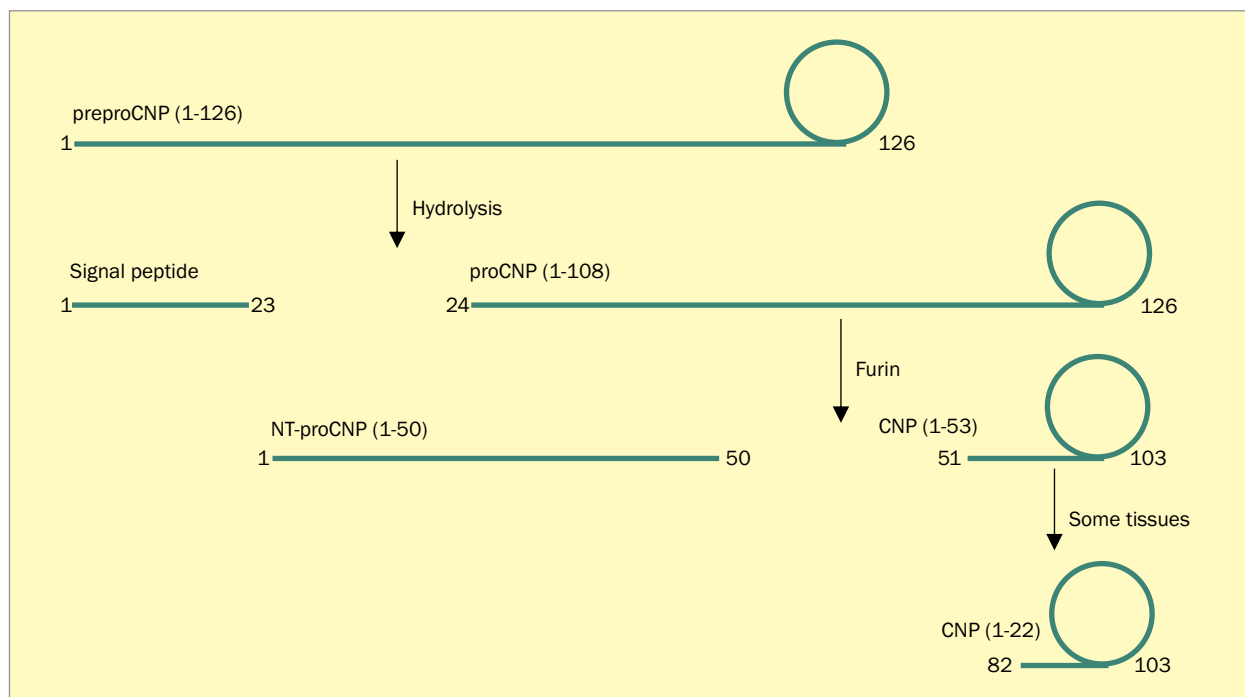 preproCNP (1-126)
1
126
Hydrolysis
Signal peptide
proCNP (1-108)
1
23
24
126
Furin
NT-proCNP (1-50)
CNP (1-53)
1
50
51
103
Some tissues
CNP (1-22)
82
103